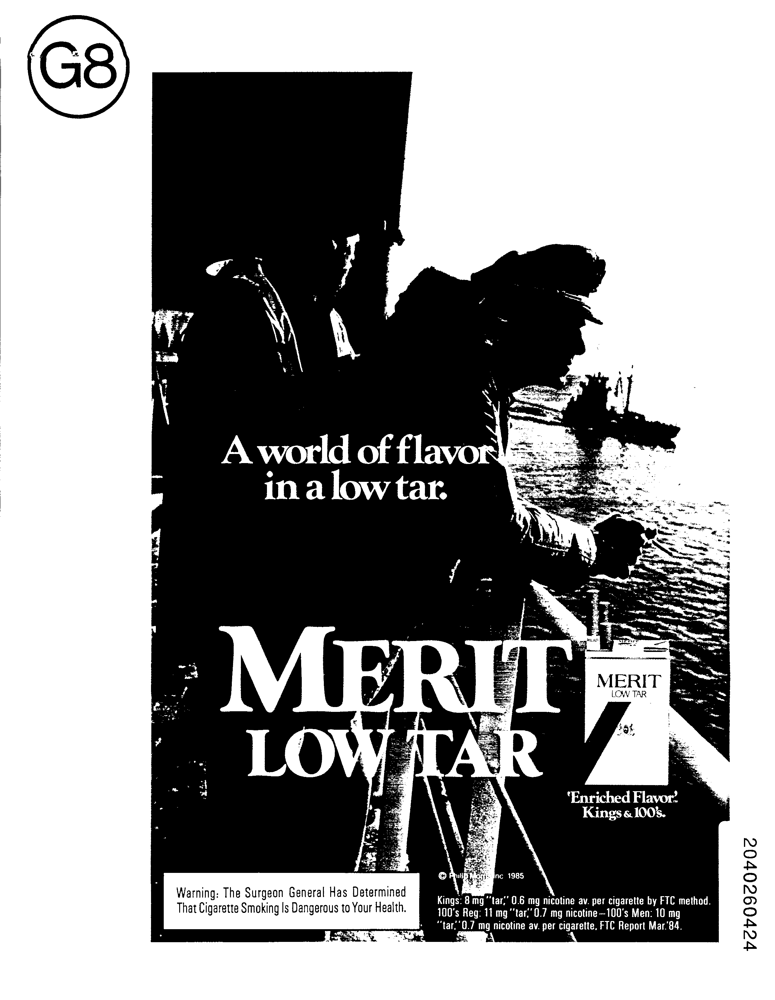 G8
A world of flavor
in a low tar.
MERIT
LOW TAR
MERIT
LOW TAR
'Enriched Flavor.'
Kings & 100's.
© Philip Morris Inc 1985
Warning: The Surgeon General Has Determined
That Cigarette Smoking Is Dangerous to Your Health.
Kings: 8 mg "tar," 0.6 mg nicotine av. per cigarette by FTC method.
100's Reg: 11 mg "tar," 0.7 mg nicotine—100's Men: 10 mg
"tar," 0.7 mg nicotine av. per cigarette, FTC Report Mar.'84.
2040260424